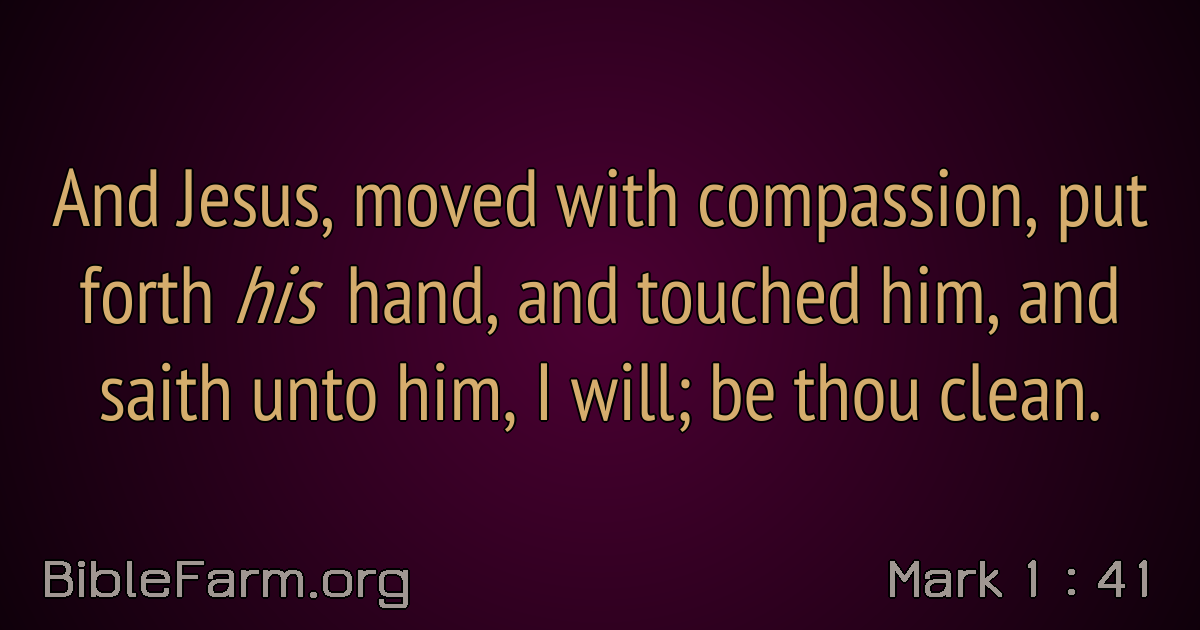 And Jesus, moved with compassion, put
forth his hand, and touched him, and
saith unto him, I will; be thou clean.
BibleFarm.org
Mark 1 : 41